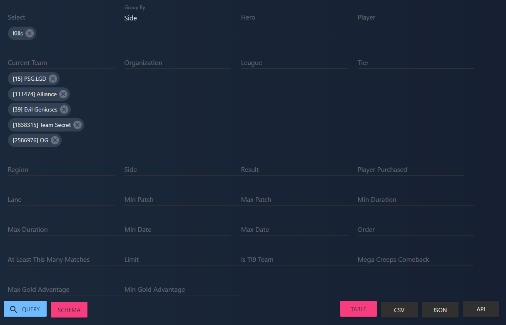 Group By
Select
Side
Hero
Player
Kills
Current Team
Organization
League
Tier
[15] PSG.LGD
[111474] Alliance
[39] Evil Geniuses
[1838315] Team Secret
[2586976] OG
Region
Side
Result
Player Purchased
Lane
Min Patch
Max Patch
Min Duration
Max Duration
Min Date
Max Date
Order
At Least This Many Matches
Limit
Is TI9 Team
Mega Creeps Comeback
Max Gold Advantage
Min Gold Advantage
QUERY
SCHEMA
TABLE
CSV
JSON
API